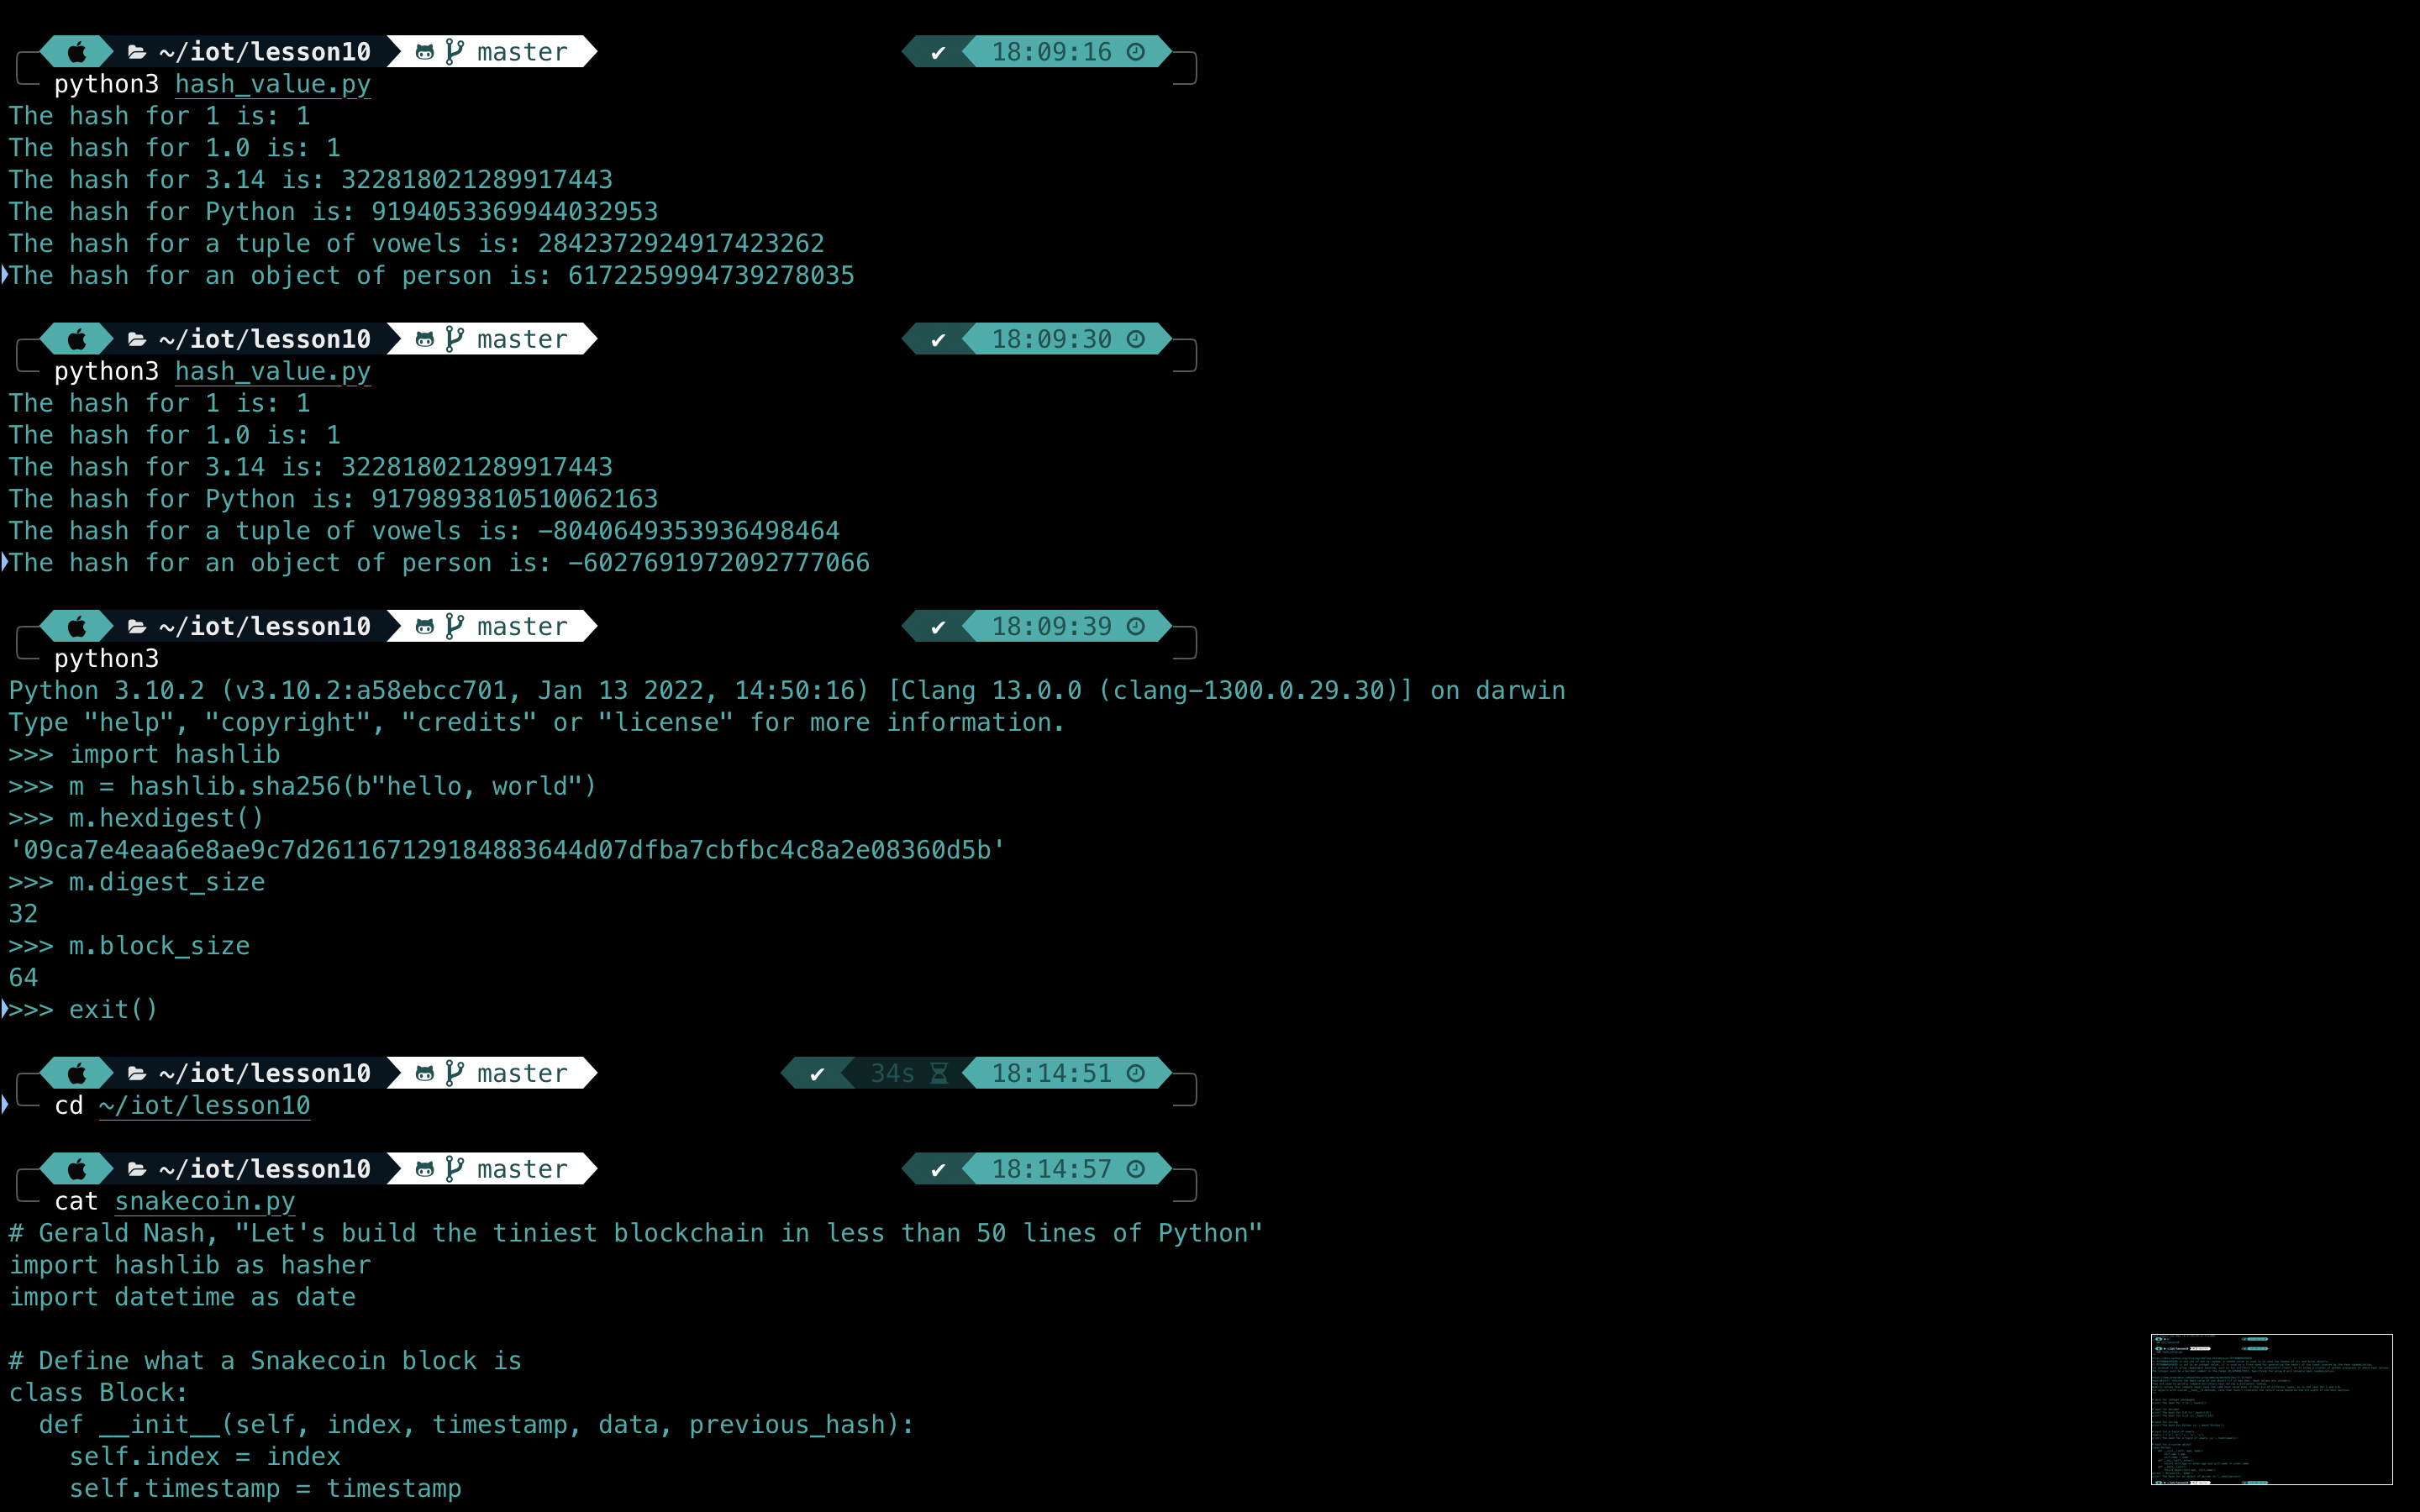 ~/iot/lesson10 master ✔ 18:09:16
python3 hash_value.py
The hash for 1 is: 1
The hash for 1.0 is: 1
The hash for 3.14 is: 322818021289917443
The hash for Python is: 9194053369944032953
The hash for a tuple of vowels is: 2842372924917423262
The hash for an object of person is: 6172259994739278035
~/iot/lesson10 master ✔ 18:09:30
python3 hash_value.py
The hash for 1 is: 1
The hash for 1.0 is: 1
The hash for 3.14 is: 322818021289917443
The hash for Python is: 9179893810510062163
The hash for a tuple of vowels is: -8040649353936498464
The hash for an object of person is: -6027691972092777066
~/iot/lesson10 master ✔ 18:09:39
python3
Python 3.10.2 (v3.10.2:a58ebcc701, Jan 13 2022, 14:50:16) [Clang 13.0.0 (clang-1300.0.29.30)] on darwin
Type "help", "copyright", "credits" or "license" for more information.
>>> import hashlib
>>> m = hashlib.sha256(b"hello, world")
>>> m.hexdigest()
'09ca7e4eaa6e8ae9c7d261167129184883644d07dfba7cbfbc4c8a2e08360d5b'
>>> m.digest_size
32
>>> m.block_size
64
>>> exit()
~/iot/lesson10 master ✔ 34s 18:14:51
cd ~/iot/lesson10
~/iot/lesson10 master ✔ 18:14:57
cat snakecoin.py
# Gerald Nash, "Let's build the tiniest blockchain in less than 50 lines of Python"
import hashlib as hasher
import datetime as date
# Define what a Snakecoin block is
class Block:
  def __init__(self, index, timestamp, data, previous_hash):
    self.index = index
    self.timestamp = timestamp